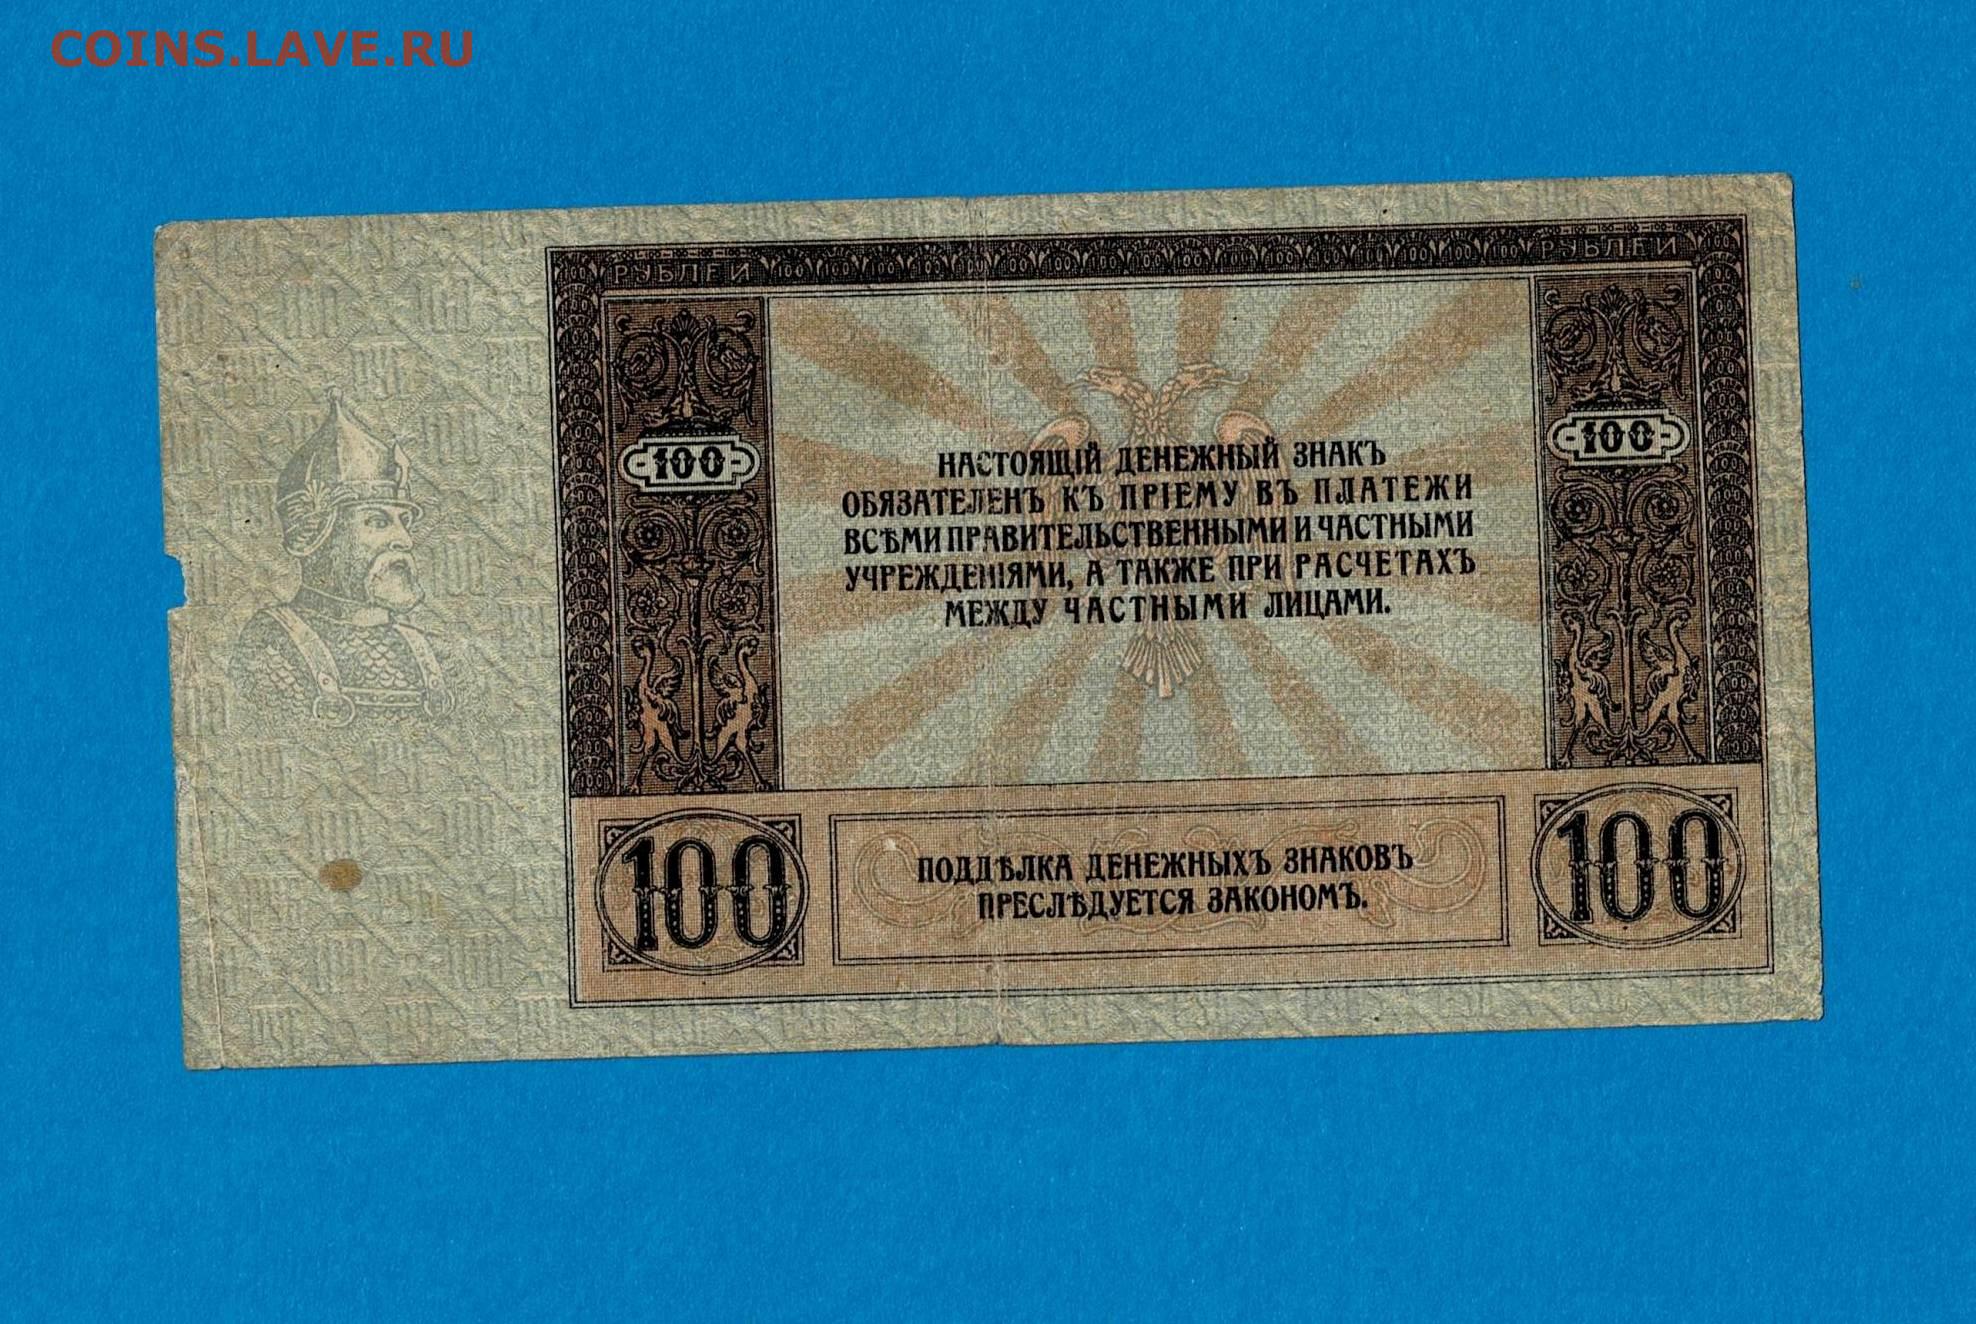 COINS.LAVE.RU
РУБЛЕЙ РУБЛЕЙ
100 100
НАСТОЯЩІЙ ДЕНЕЖНЫЙ ЗНАКЪ
ОБЯЗАТЕЛЕНЪ КЪ ПРІЕМУ ВЪ ПЛАТЕЖИ
ВСѢМИ ПРАВИТЕЛЬСТВЕННЫМИ И ЧАСТНЫМИ
УЧРЕЖДЕНІЯМИ, А ТАКЖЕ ПРИ РАСЧЕТАХЪ
МЕЖДУ ЧАСТНЫМИ ЛИЦАМИ.
100 100
ПОДДѢЛКА ДЕНЕЖНЫХЪ ЗНАКОВЪ
ПРЕСЛѢДУЕТСЯ ЗАКОНОМЪ.